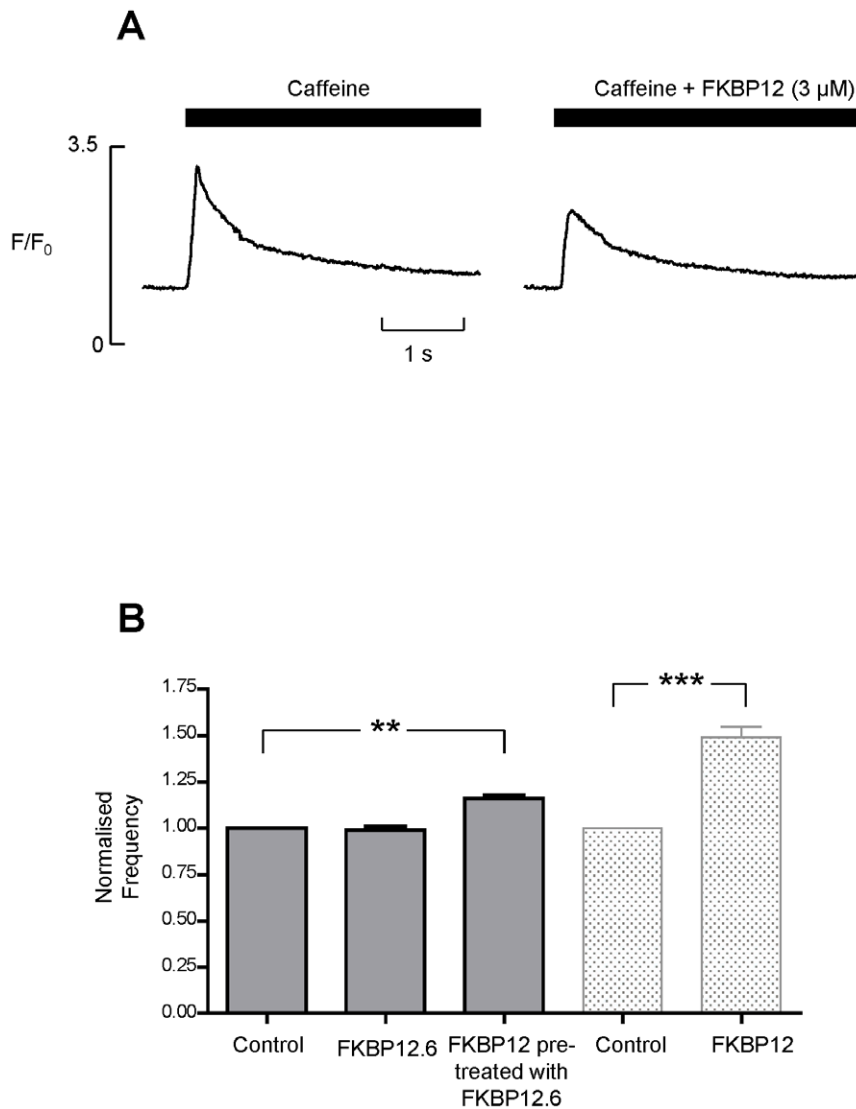 A
Caffeine
Caffeine + FKBP12 (3 µM)
3.5
F/F0
0
1 s
B
**
***
Normalised
Frequency
1.75
1.50
1.25
1.00
0.75
0.50
0.25
0.00
Control
FKBP12.6
FKBP12 pre-
treated with
FKBP12.6
Control
FKBP12